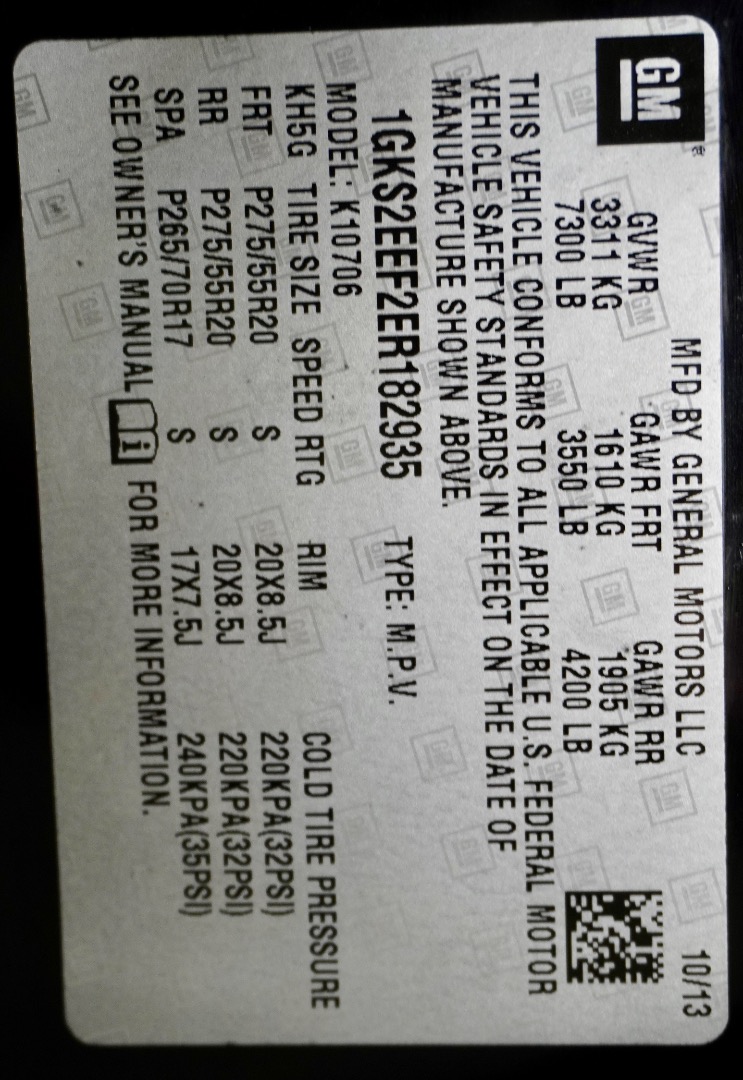 GM
MFD BY GENERAL MOTORS LLC 10/13
GVWR GAWR FRT GAWR RR
3311 KG 1610 KG 1905 KG
7300 LB 3550 LB 4200 LB
THIS VEHICLE CONFORMS TO ALL APPLICABLE U.S. FEDERAL MOTOR
VEHICLE SAFETY STANDARDS IN EFFECT ON THE DATE OF
MANUFACTURE SHOWN ABOVE.
1GKS2EEF2ER182935 TYPE: M.P.V.
MODEL: K10706
KH5G TIRE SIZE SPEED RTG RIM COLD TIRE PRESSURE
FRT P275/55R20 S 20X8.5J 220KPA(32PSI)
RR P275/55R20 S 20X8.5J 220KPA(32PSI)
SPA P265/70R17 S 17X7.5J 240KPA(35PSI)
SEE OWNER'S MANUAL i FOR MORE INFORMATION.